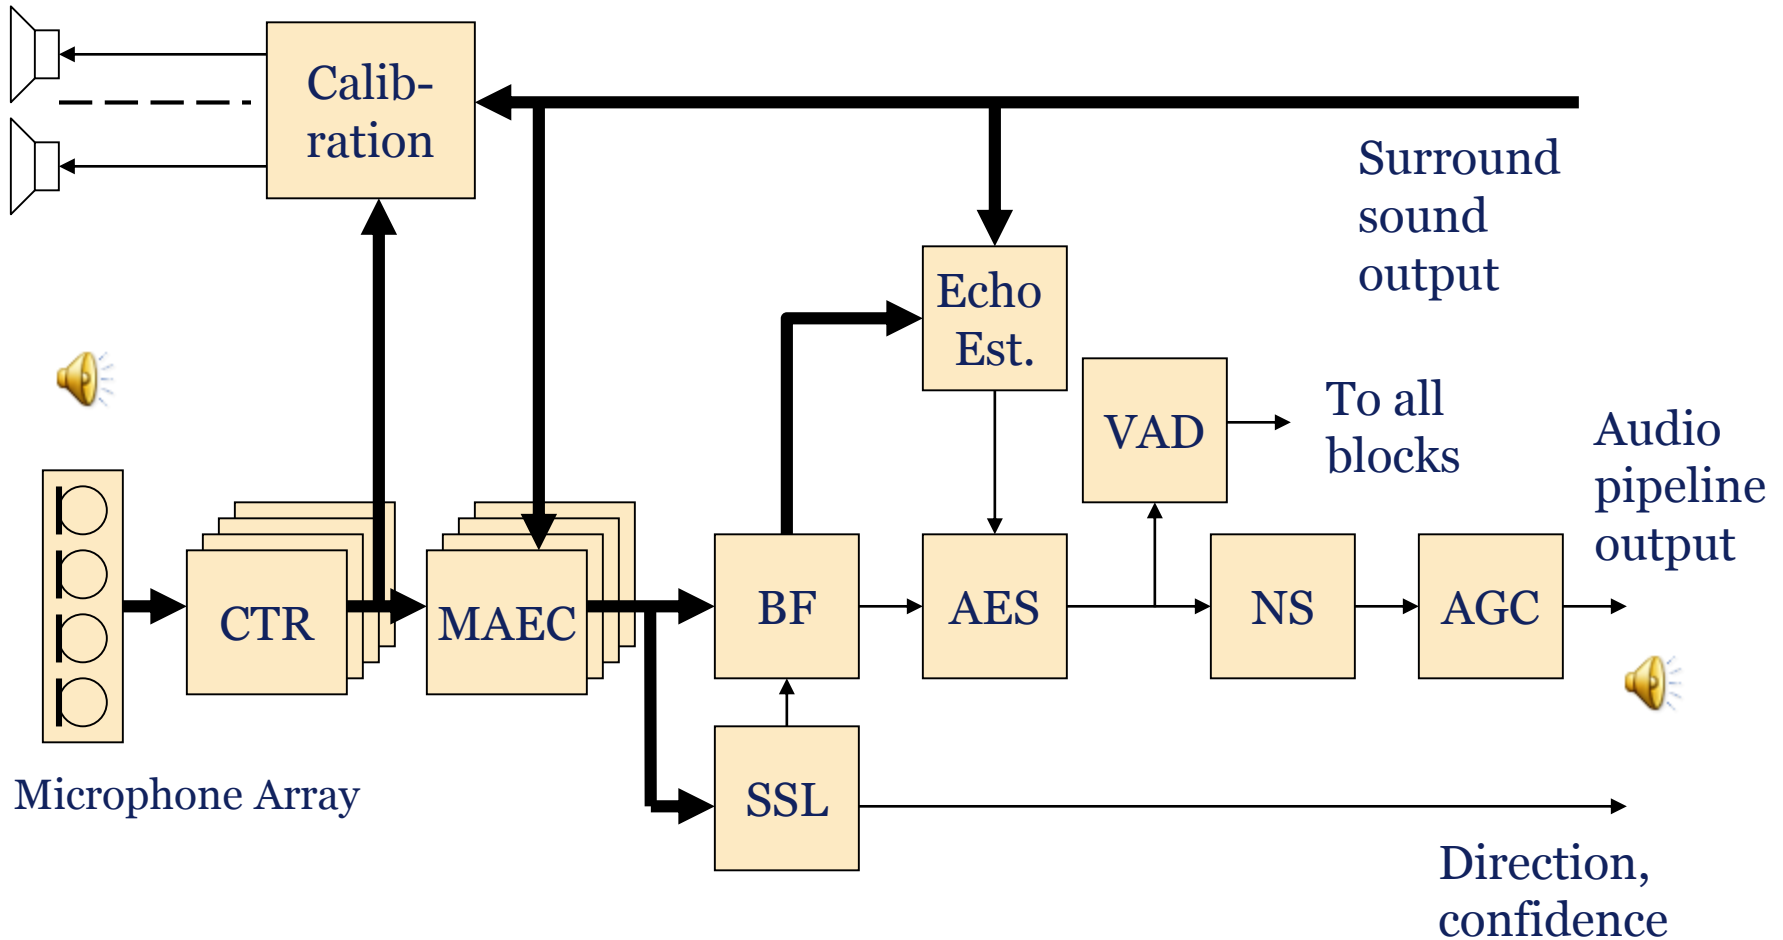 Calib-
ration
Surround
sound
output
Echo
Est.
VAD
To all
blocks
Audio
pipeline
output
CTR
MAEC
BF
AES
NS
AGC
Microphone Array
SSL
Direction,
confidence